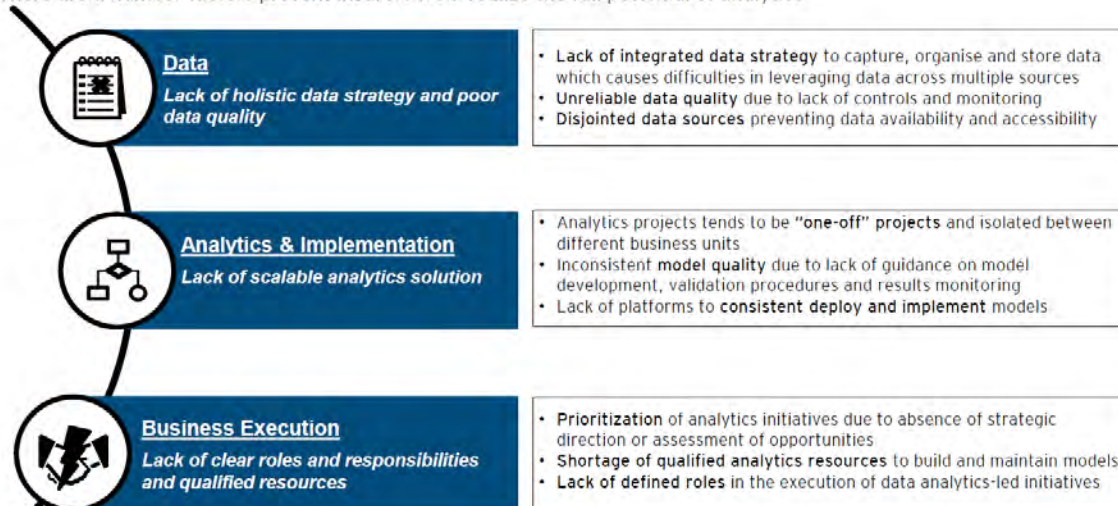 Data
Lack of holistic data strategy and poor
data quality
• Lack of integrated data strategy to capture, organise and store data
which causes difficulties in leveraging data across multiple sources
• Unreliable data quality due to lack of controls and monitoring
• Disjointed data sources preventing data availability and accessibility
Analytics & Implementation
Lack of scalable analytics solution
• Analytics projects tends to be "one-off" projects and isolated between
different business units
• Inconsistent model quality due to lack of guidance on model
development, validation procedures and results monitoring
• Lack of platforms to consistent deploy and implement models
Business Execution
Lack of clear roles and responsibilities
and qualified resources
• Prioritization of analytics initiatives due to absence of strategic
direction or assessment of opportunities
• Shortage of qualified analytics resources to build and maintain models
• Lack of defined roles in the execution of data analytics-led initiatives